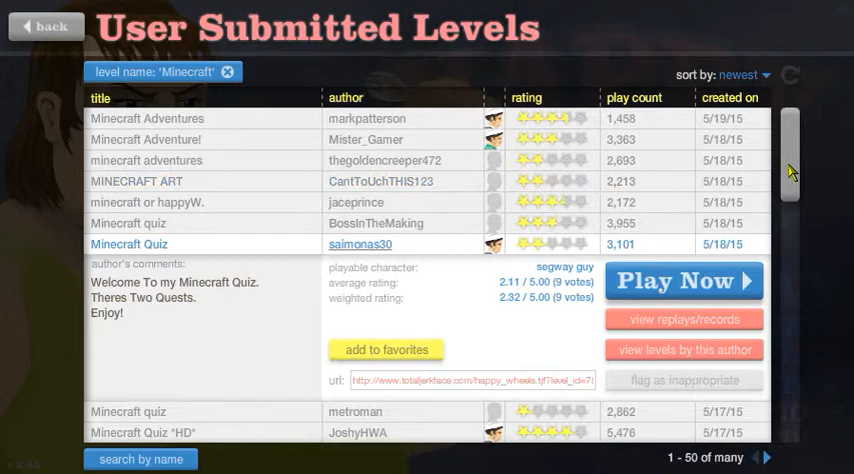 back
User Submitted Levels
level name: 'Minecraft'
sort by: newest
title author rating play count created on
Minecraft Adventures markpatterson 1,458 5/19/15
Minecraft Adventure! Mister_Gamer 3,363 5/18/15
minecraft adventures thegoldencreeper472 2,693 5/18/15
MINECRAFT ART CantToUchTHIS123 2,213 5/18/15
minecraft or happyW. jaceprince 2,172 5/18/15
Minecraft quiz BossInTheMaking 3,955 5/18/15
Minecraft Quiz saimonas30 3,101 5/18/15
author's comments:
Welcome To my Minecraft Quiz.
Theres Two Quests.
Enjoy!
playable character: segway guy
average rating: 2.11 / 5.00 (9 votes)
weighted rating: 2.32 / 5.00 (9 votes)
add to favorites
url: http://www.totaljerkface.com/happy_wheels.tjf?level_id=7
Play Now
view replays/records
view levels by this author
flag as inappropriate
Minecraft quiz metroman 2,862 5/17/15
Minecraft Quiz *HD* JoshyHWA 5,476 5/17/15
search by name
1 - 50 of many